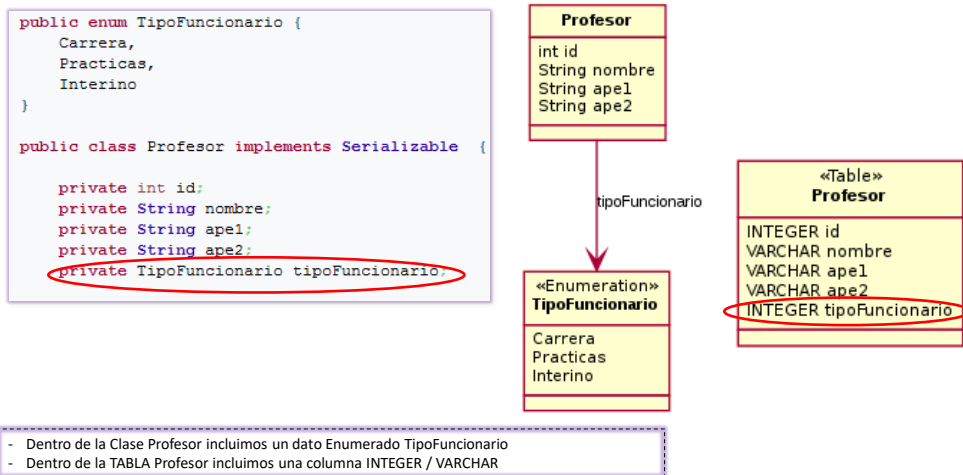 public enum TipoFuncionario {
Carrera,
Practicas,
Interino
}
public class Profesor implements Serializable {
private int id;
private String nombre;
private String ape1;
private String ape2;
private TipoFuncionario tipoFuncionario;
Profesor
int id
String nombre
String ape1
String ape2
tipoFuncionario
«Enumeration»
TipoFuncionario
Carrera
Practicas
Interino
«Table»
Profesor
INTEGER id
VARCHAR nombre
VARCHAR ape1
VARCHAR ape2
INTEGER tipoFuncionario
- Dentro de la Clase Profesor incluimos un dato Enumerado TipoFuncionario
- Dentro de la TABLA Profesor incluimos una columna INTEGER / VARCHAR